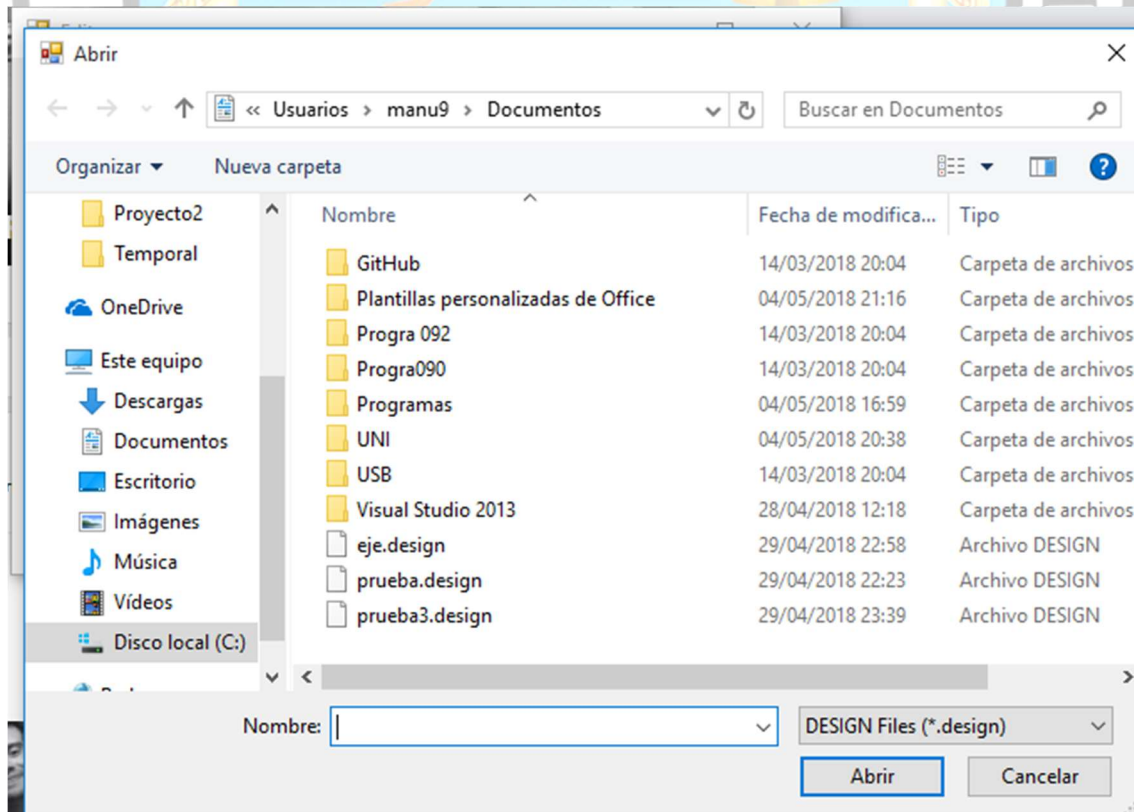 Abrir
« Usuarios > manu9 > Documentos
Buscar en Documentos
Organizar
Nueva carpeta
Proyecto2
Temporal
OneDrive
Este equipo
Descargas
Documentos
Escritorio
Imágenes
Música
Vídeos
Disco local (C:)
Nombre Fecha de modifica... Tipo
GitHub 14/03/2018 20:04 Carpeta de archivos
Plantillas personalizadas de Office 04/05/2018 21:16 Carpeta de archivos
Progra 092 14/03/2018 20:04 Carpeta de archivos
Progra090 14/03/2018 20:04 Carpeta de archivos
Programas 04/05/2018 16:59 Carpeta de archivos
UNI 04/05/2018 20:38 Carpeta de archivos
USB 14/03/2018 20:04 Carpeta de archivos
Visual Studio 2013 28/04/2018 12:18 Carpeta de archivos
eje.design 29/04/2018 22:58 Archivo DESIGN
prueba.design 29/04/2018 22:23 Archivo DESIGN
prueba3.design 29/04/2018 23:39 Archivo DESIGN
Nombre:
DESIGN Files (*.design)
Abrir
Cancelar